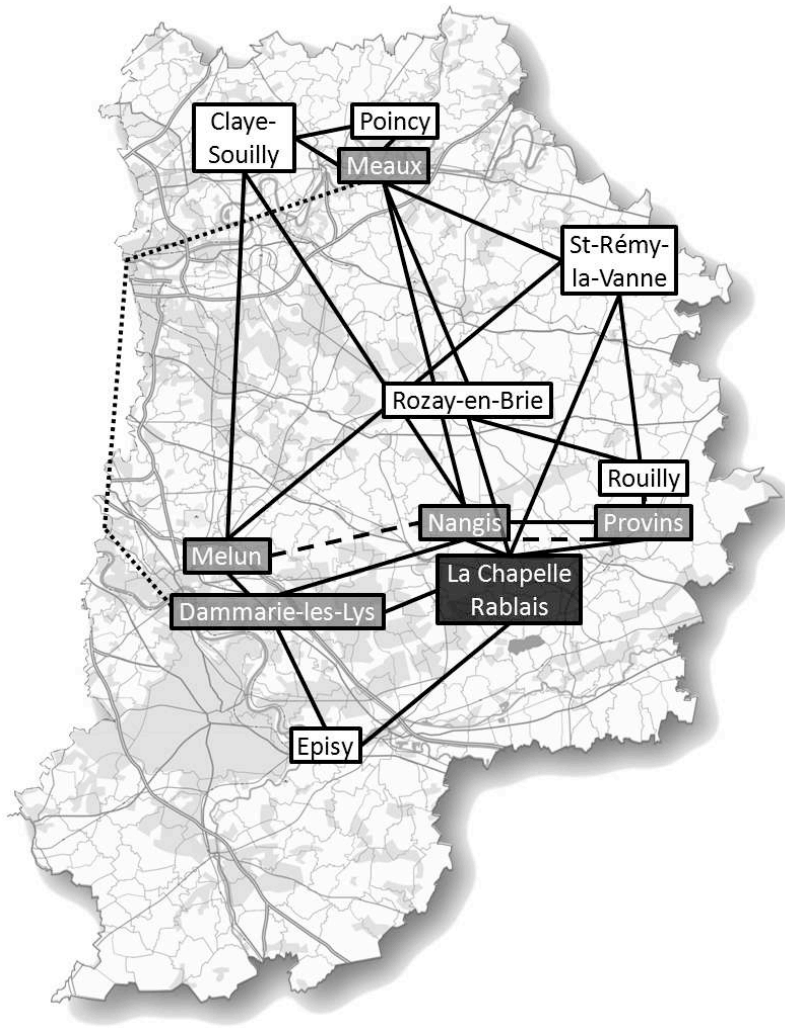 Claye-
Souilly
Poincy
Meaux
St-Rémy-
la-Vanne
Rozay-en-Brie
Rouilly
Nangis
Provins
Melun
La Chapelle
Rablais
Dammarie-les-Lys
Episy